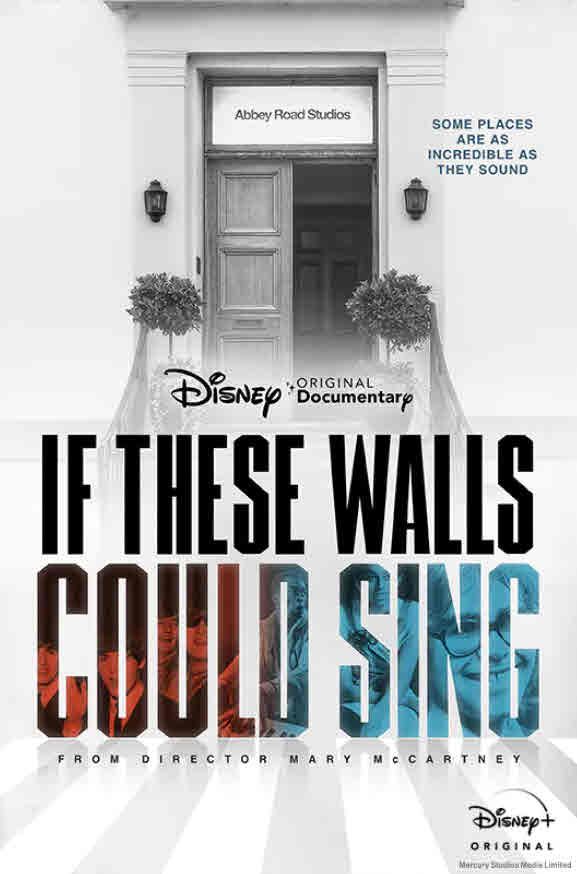 Abbey Road Studios
SOME PLACES
ARE AS
INCREDIBLE AS
THEY SOUND
Disney ORIGINAL
Documentary
IF THESE WALLS
COULD SING
FROM DIRECTOR MARY McCARTNEY
Disney+
ORIGINAL
Mercury Studios Media Limited